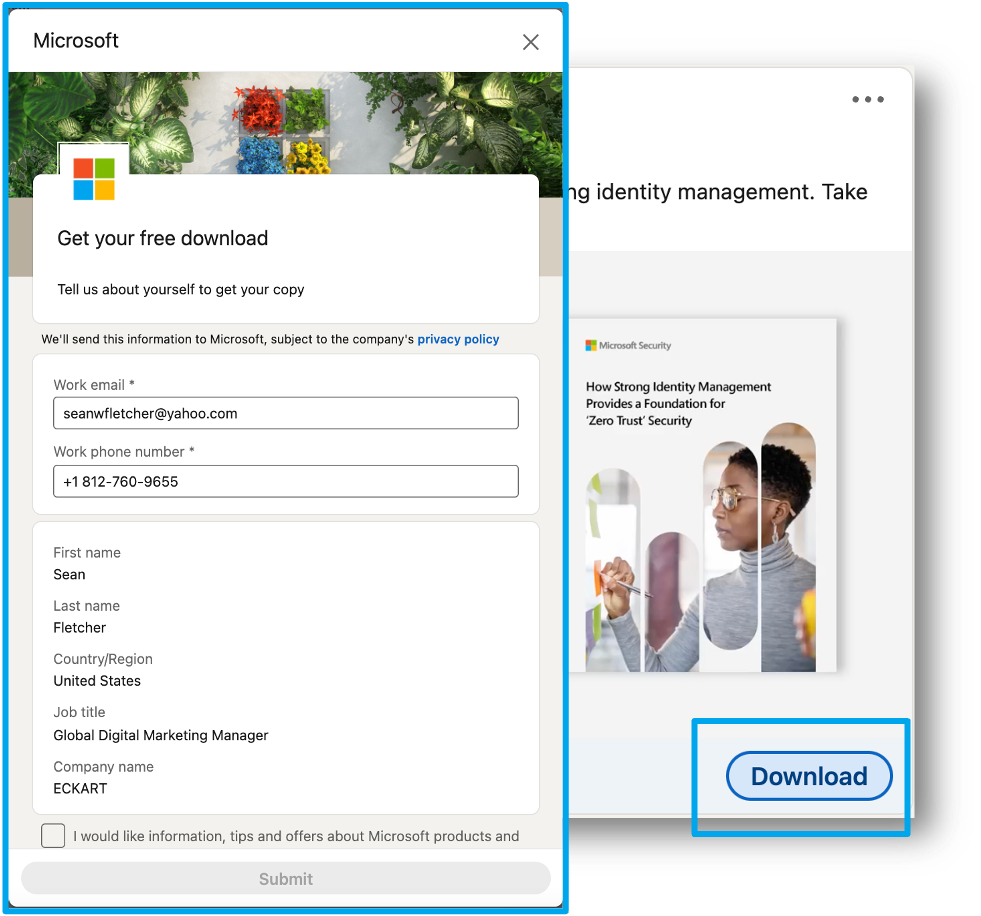 Microsoft
Get your free download
Tell us about yourself to get your copy
We'll send this information to Microsoft, subject to the company's privacy policy
Work email *
seanwfletcher@yahoo.com
Work phone number *
+1 812-760-9655
First name
Sean
Last name
Fletcher
Country/Region
United States
Job title
Global Digital Marketing Manager
Company name
ECKART
I would like information, tips and offers about Microsoft products and
Submit
ng identity management. Take
Microsoft Security
How Strong Identity Management
Provides a Foundation for
'Zero Trust' Security
Download